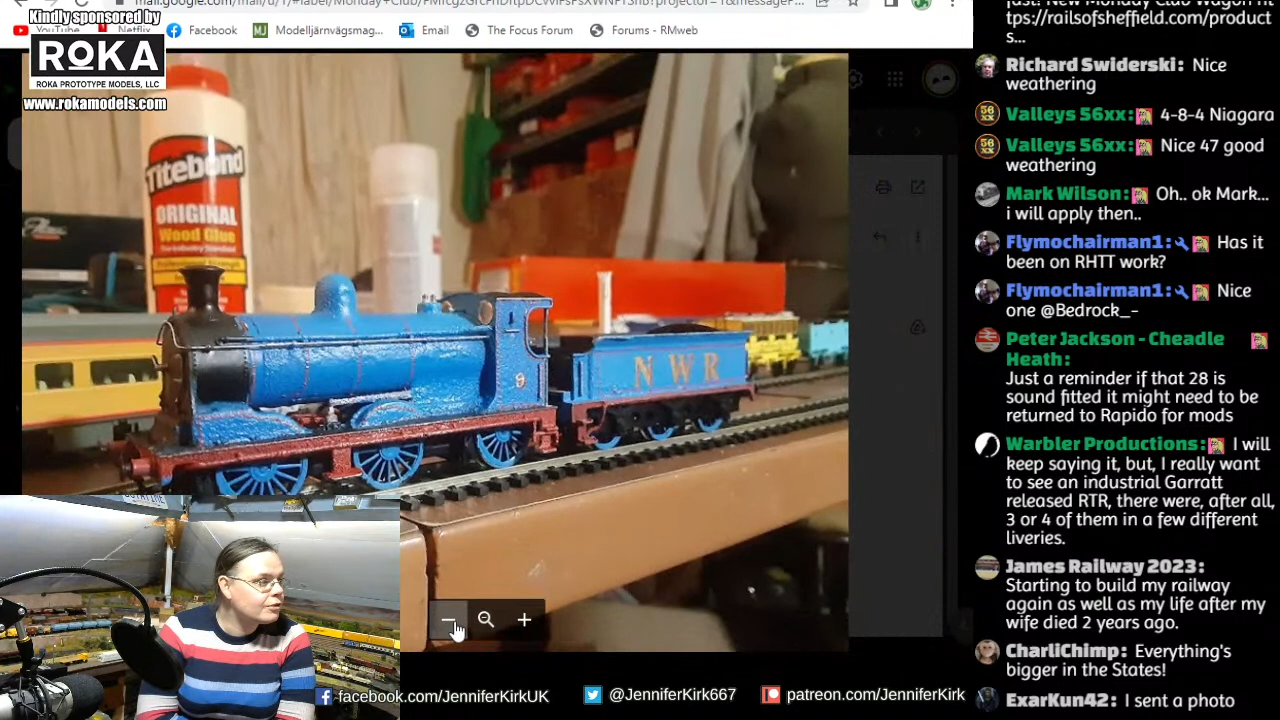 Kindly sponsored by
ROKA
ROKA PROTOTYPE MODELS, LLC
www.rokamodels.com
YouTube
Netflix
Facebook
Modelljärnvägsmag...
Email
The Focus Forum
Forums - RMweb
Titebond
ORIGINAL
Wood Glue
9
N W R
just! New Monday Club Wagon ht
tps://railsofsheffield.com/product
s...
Richard Swiderski: Nice
weathering
Valleys 56xx: 4-8-4 Niagara
Valleys 56xx: Nice 47 good
weathering
Mark Wilson: Oh.. ok Mark...
i will apply then..
Flymochairman1: Has it
been on RHTT work?
Flymochairman1: Nice
one @Bedrock_-
Peter Jackson - Cheadle
Heath:
Just a reminder if that 28 is
sound fitted it might need to be
returned to Rapido for mods
Warbler Productions: I will
keep saying it, but, I really want
to see an industrial Garratt
released RTR, there were, after all,
3 or 4 of them in a few different
liveries.
James Railway 2023:
Starting to build my railway
again as well as my life after my
wife died 2 years ago.
CharliChimp: Everything's
bigger in the States!
ExarKun42: I sent a photo
facebook.com/JenniferKirkUK
@JenniferKirk667
patreon.com/JenniferKirk